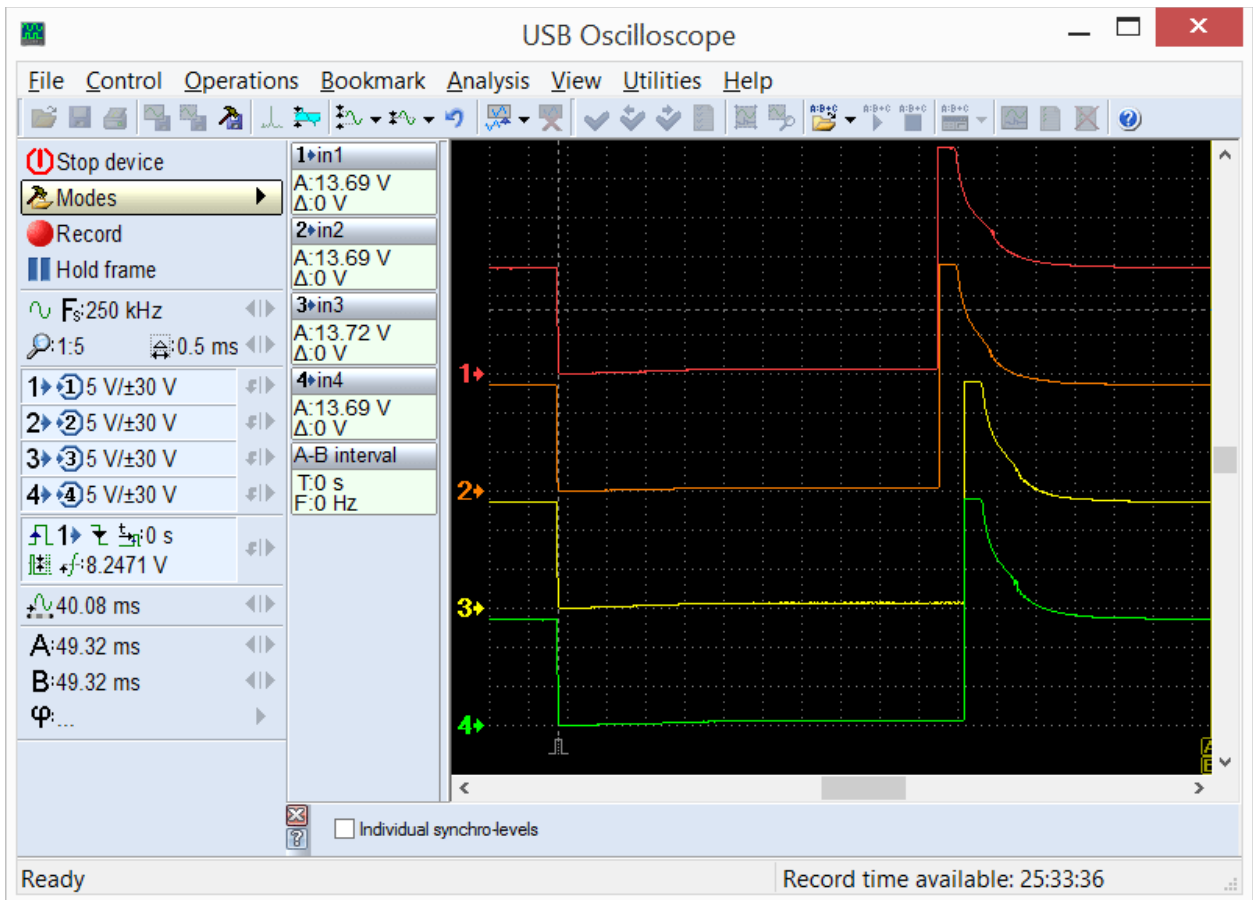 USB Oscilloscope
File Control Operations Bookmark Analysis View Utilities Help
A:B+C A:B+C A:B+C A:B+C
Stop device
Modes
Record
Hold frame
Fs:250 kHz
1:5 0.5 ms
1 1 5 V/±30 V
2 2 5 V/±30 V
3 3 5 V/±30 V
4 4 5 V/±30 V
1 0 s
8.2471 V
40.08 ms
A:49.32 ms
B:49.32 ms
φ:...
1 in1
A:13.69 V
Δ:0 V
2 in2
A:13.69 V
Δ:0 V
3 in3
A:13.72 V
Δ:0 V
4 in4
A:13.69 V
Δ:0 V
A-B interval
T:0 s
F:0 Hz
1
2
3
4
A
B
Individual synchro-levels
Ready
Record time available: 25:33:36